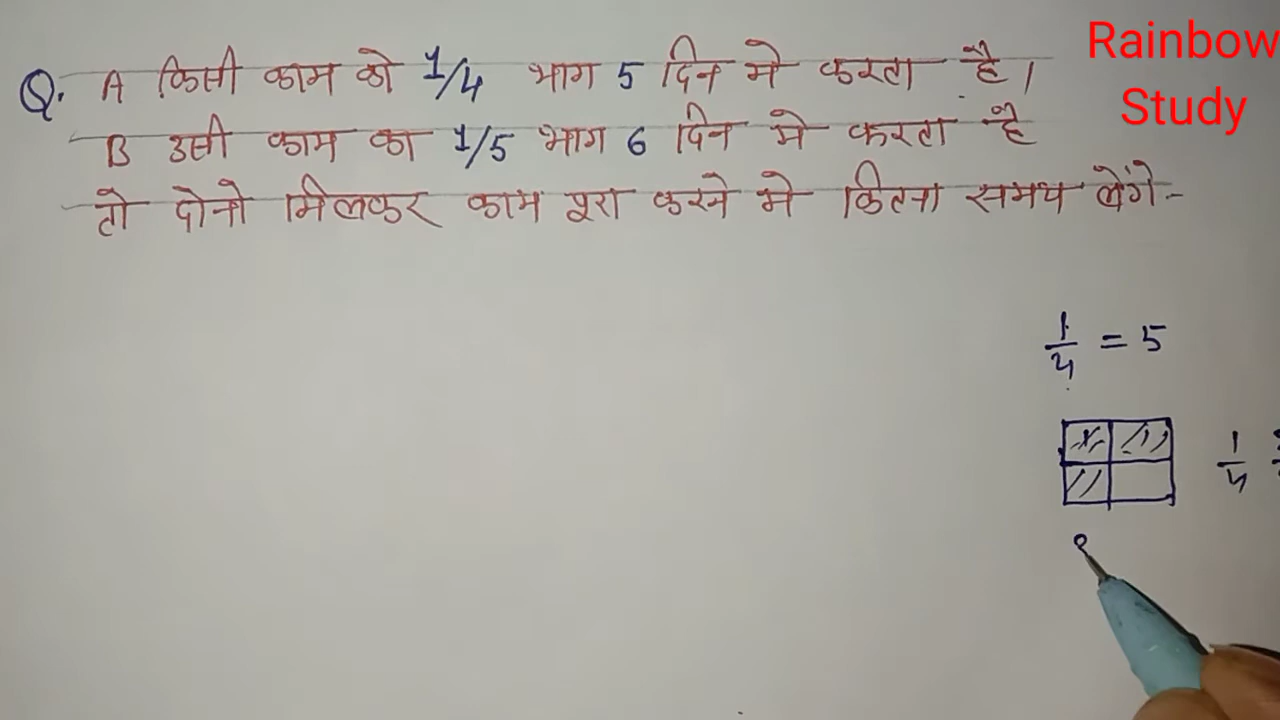 Rainbow
Study
Q. A किसी काम को 1/4 भाग 5 दिन मे करता है।
B उसी काम का 1/5 भाग 6 दिन मे करता है
तो दोनो मिलकर काम पूरा करने मे कितना समय लेंगे-
1/4 = 5
1/4